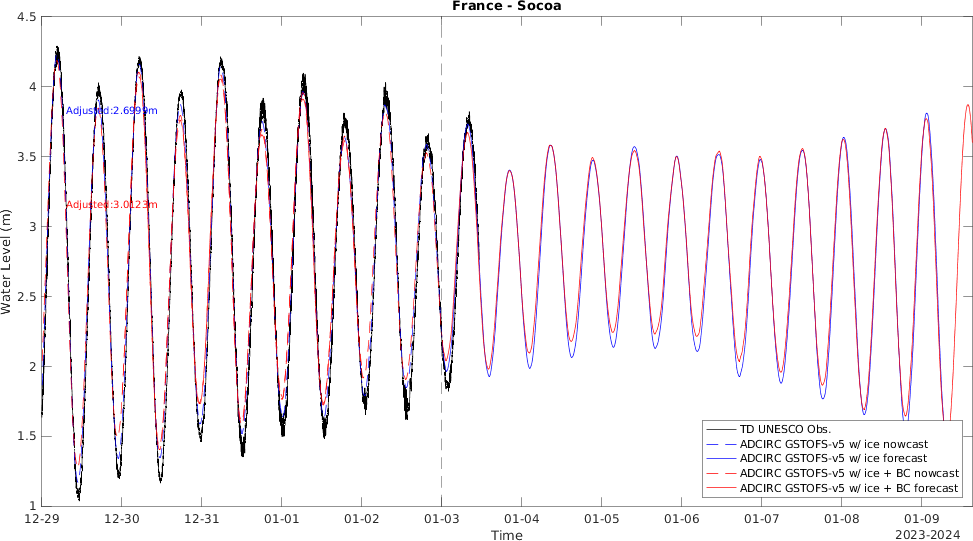 France - Socoa
4.5
4
3.5
3
2.5
2
1.5
1
Water Level (m)
Adjusted:2.6999m
Adjusted:3.0123m
TD UNESCO Obs.
ADCIRC GSTOFS-v5 w/ ice nowcast
ADCIRC GSTOFS-v5 w/ ice forecast
ADCIRC GSTOFS-v5 w/ ice + BC nowcast
ADCIRC GSTOFS-v5 w/ ice + BC forecast
12-29 12-30 12-31 01-01 01-02 01-03 01-04 01-05 01-06 01-07 01-08 01-09
Time
2023-2024